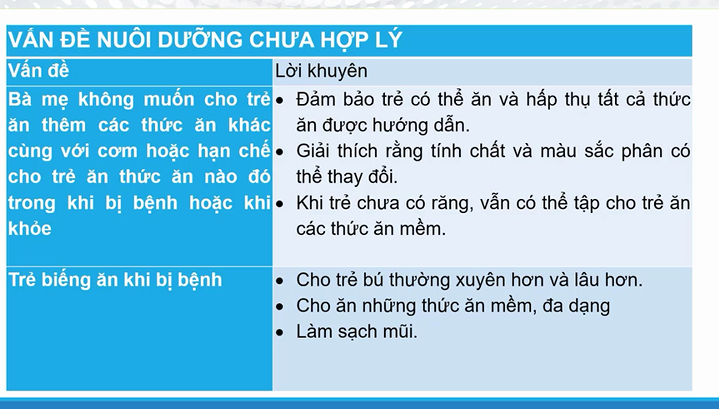 VẤN ĐỀ NUÔI DƯỠNG CHƯA HỢP LÝ
Vấn đề
Lời khuyên
Bà mẹ không muốn cho trẻ
ăn thêm các thức ăn khác
cùng với cơm hoặc hạn chế
cho trẻ ăn thức ăn nào đó
trong khi bị bệnh hoặc khi
khỏe
• Đảm bảo trẻ có thể ăn và hấp thụ tất cả thức
ăn được hướng dẫn.
• Giải thích rằng tính chất và màu sắc phân có
thể thay đổi.
• Khi trẻ chưa có răng, vẫn có thể tập cho trẻ ăn
các thức ăn mềm.
Trẻ biếng ăn khi bị bệnh
• Cho trẻ bú thường xuyên hơn và lâu hơn.
• Cho ăn những thức ăn mềm, đa dạng
• Làm sạch mũi.